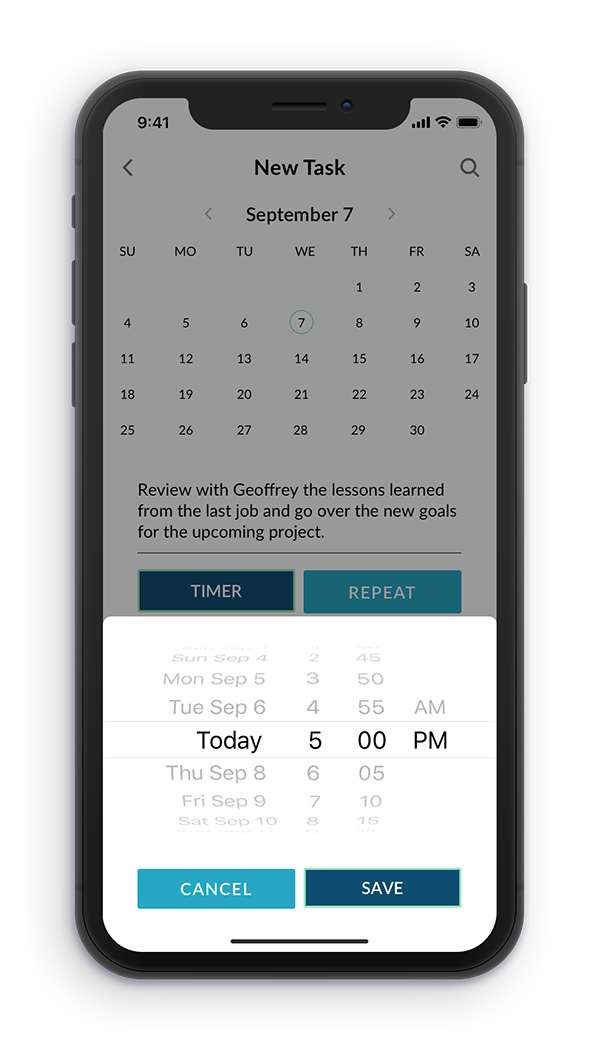 9:41
New Task
September 7
SU MO TU WE TH FR SA
1 2 3
4 5 6 7 8 9 10
11 12 13 14 15 16 17
18 19 20 21 22 23 24
25 26 27 28 29 30
Review with Geoffrey the lessons learned
from the last job and go over the new goals
for the upcoming project.
TIMER REPEAT
Sun Sep 4 2 45
Mon Sep 5 3 50
Tue Sep 6 4 55 AM
Today 5 00 PM
Thu Sep 8 6 05
Fri Sep 9 7 10
Sat Sep 10 8 15
CANCEL SAVE